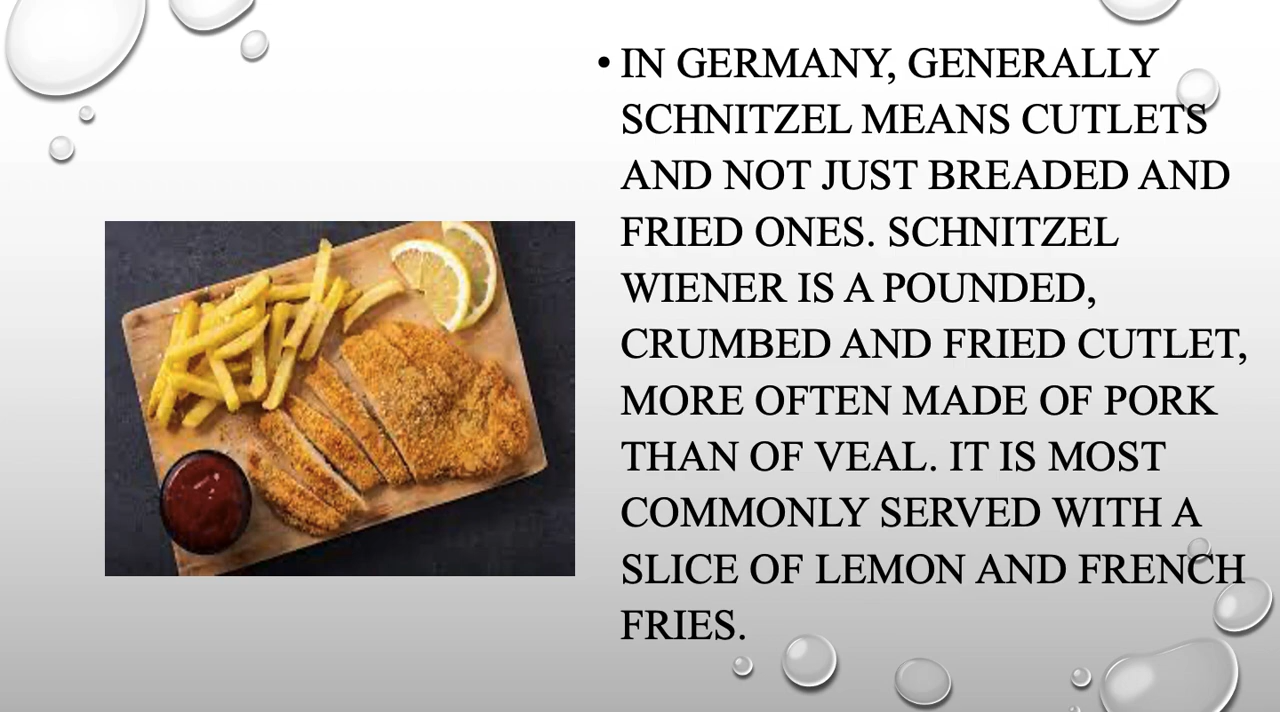 • IN GERMANY, GENERALLY
SCHNITZEL MEANS CUTLETS
AND NOT JUST BREADED AND
FRIED ONES. SCHNITZEL
WIENER IS A POUNDED,
CRUMBED AND FRIED CUTLET,
MORE OFTEN MADE OF PORK
THAN OF VEAL. IT IS MOST
COMMONLY SERVED WITH A
SLICE OF LEMON AND FRENCH
FRIES.